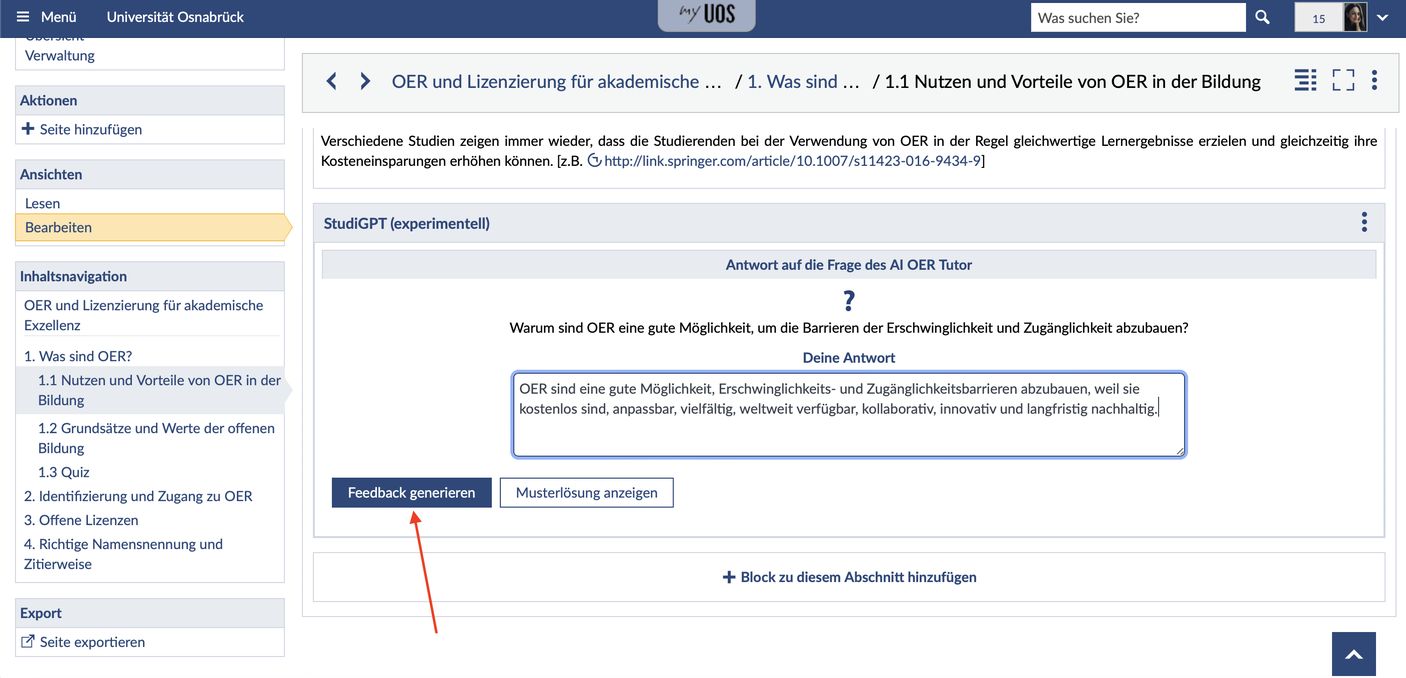 Menü
Universität Osnabrück
my UOS
Was suchen Sie?
15
Übersicht
Verwaltung
Aktionen
Seite hinzufügen
Ansichten
Lesen
Bearbeiten
Inhaltsnavigation
OER und Lizenzierung für akademische
Exzellenz
1. Was sind OER?
1.1 Nutzen und Vorteile von OER in der
Bildung
1.2 Grundsätze und Werte der offenen
Bildung
1.3 Quiz
2. Identifizierung und Zugang zu OER
3. Offene Lizenzen
4. Richtige Namensnennung und
Zitierweise
Export
Seite exportieren
OER und Lizenzierung für akademische ... / 1. Was sind ... / 1.1 Nutzen und Vorteile von OER in der Bildung
Verschiedene Studien zeigen immer wieder, dass die Studierenden bei der Verwendung von OER in der Regel gleichwertige Lernergebnisse erzielen und gleichzeitig ihre
Kosteneinsparungen erhöhen können. [z.B. http://link.springer.com/article/10.1007/s11423-016-9434-9]
StudiGPT (experimentell)
Antwort auf die Frage des AI OER Tutor
?
Warum sind OER eine gute Möglichkeit, um die Barrieren der Erschwinglichkeit und Zugänglichkeit abzubauen?
Deine Antwort
OER sind eine gute Möglichkeit, Erschwinglichkeits- und Zugänglichkeitsbarrieren abzubauen, weil sie
kostenlos sind, anpassbar, vielfältig, weltweit verfügbar, kollaborativ, innovativ und langfristig nachhaltig.
Feedback generieren
Musterlösung anzeigen
Block zu diesem Abschnitt hinzufügen